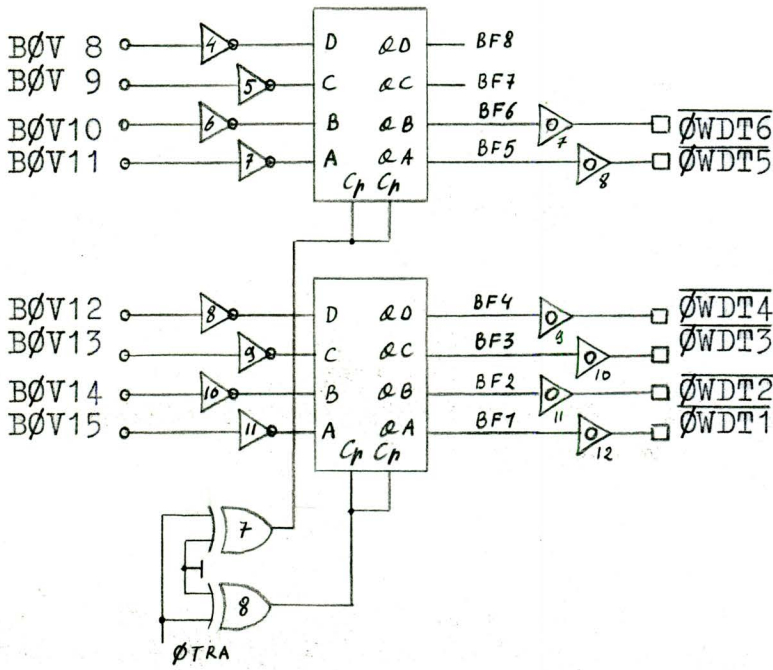 BØV 8 4 D QD BF8
BØV 9 5 C QC BF7
BØV10 6 B QB BF6 7 ØWDT6
BØV11 7 A QA BF5 8 ØWDT5
Cp Cp
BØV12 8 D QD BF4 9 ØWDT4
BØV13 9 C QC BF3 10 ØWDT3
BØV14 10 B QB BF2 11 ØWDT2
BØV15 11 A QA BF1 12 ØWDT1
Cp Cp
7
8
ØTRA